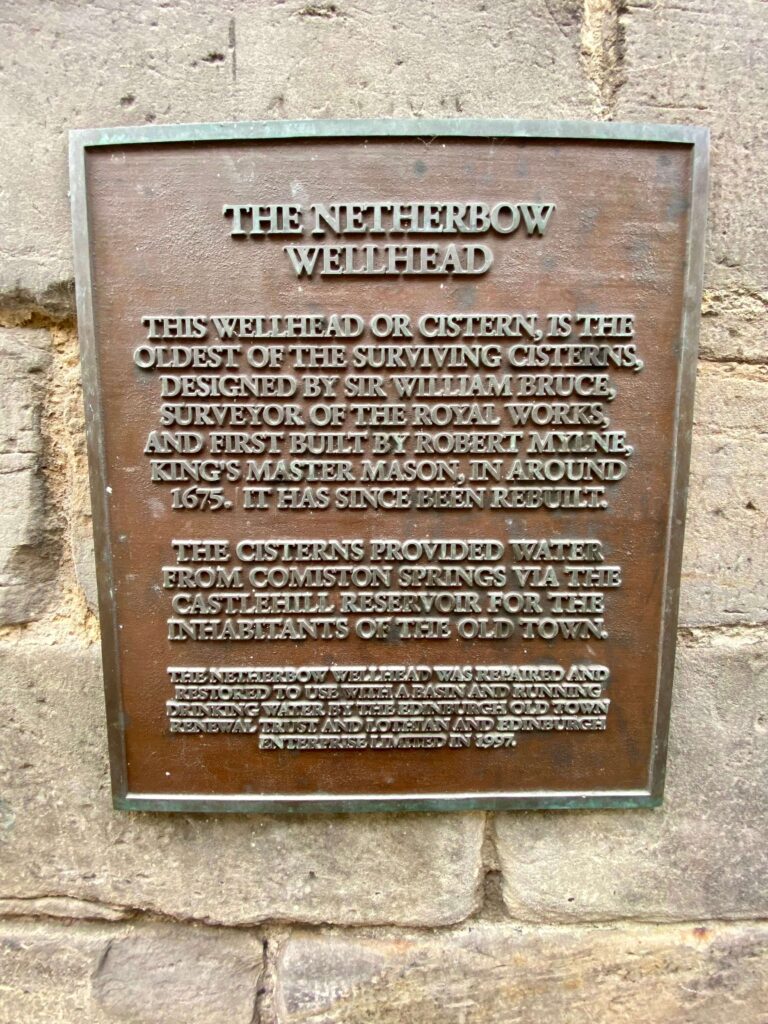 THE NETHERBOW
WELLHEAD
THIS WELLHEAD OR CISTERN, IS THE
OLDEST OF THE SURVIVING CISTERNS,
DESIGNED BY SIR WILLIAM BRUCE,
SURVEYOR OF THE ROYAL WORKS,
AND FIRST BUILT BY ROBERT MYLNE,
KING'S MASTER MASON, IN AROUND
1675. IT HAS SINCE BEEN REBUILT.
THE CISTERNS PROVIDED WATER
FROM COMISTON SPRINGS VIA THE
CASTLEHILL RESERVOIR FOR THE
INHABITANTS OF THE OLD TOWN.
THE NETHERBOW WELLHEAD WAS REPAIRED AND
RESTORED TO USE WITH A BASIN AND RUNNING
DRINKING WATER BY THE EDINBURGH OLD TOWN
RENEWAL TRUST AND LOTHIAN AND EDINBURGH
ENTERPRISE LIMITED IN 1997.